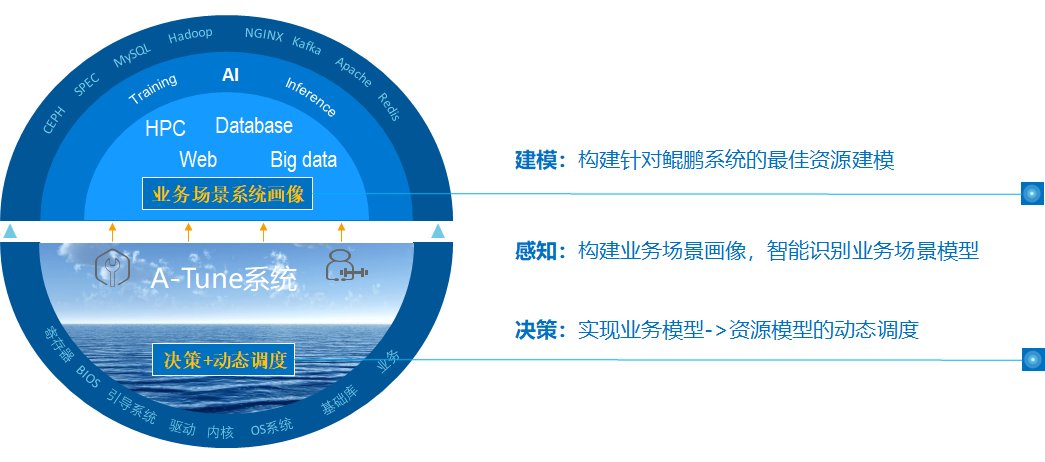 CEPH
SPEC
MySQL
Hadoop
NGINX
Kafka
Apache
Redis
Training
AI
Inference
HPC
Database
Web
Big data
业务场景系统画像
A-Tune系统
决策+动态调度
寄存器
BIOS
引导系统
驱动
内核
OS系统
基础库
业务
建模：构建针对鲲鹏系统的最佳资源建模
感知：构建业务场景画像，智能识别业务场景模型
决策：实现业务模型->资源模型的动态调度